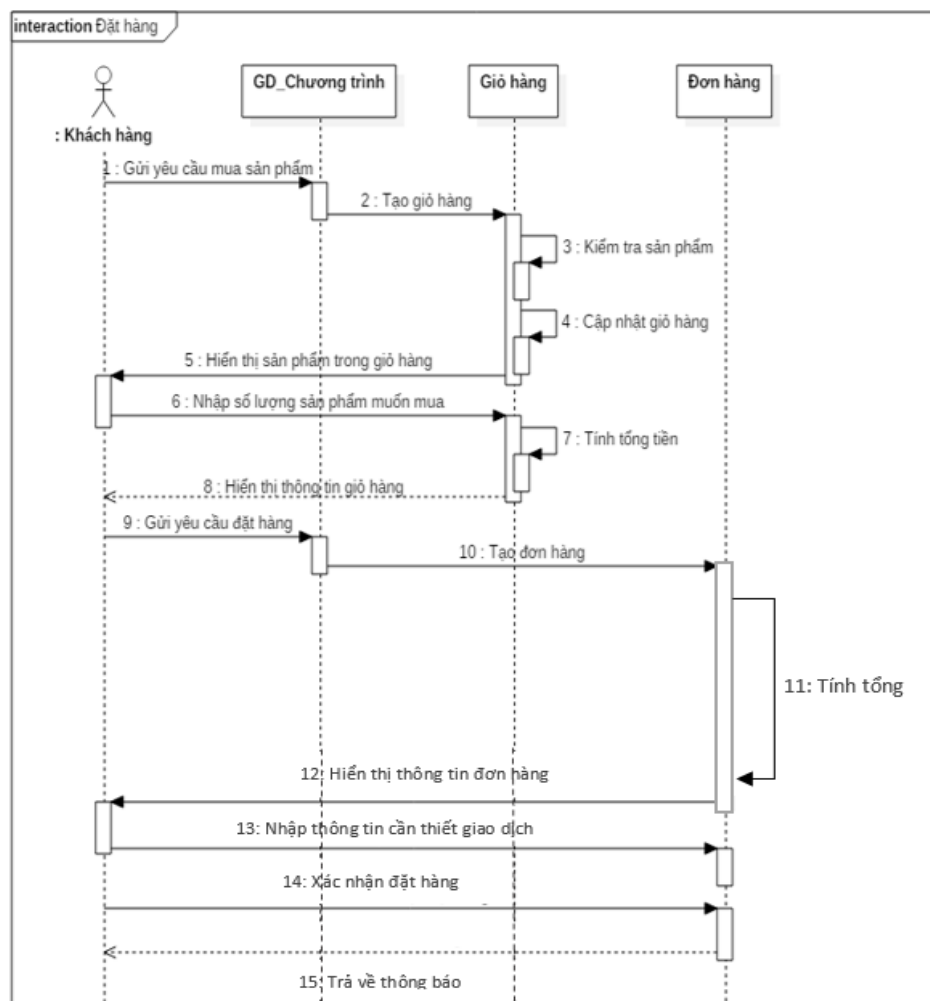 interaction Đặt hàng
GD_Chương trình
Giỏ hàng
Đơn hàng
: Khách hàng
1 : Gửi yêu cầu mua sản phẩm
2 : Tạo giỏ hàng
3 : Kiểm tra sản phẩm
4 : Cập nhật giỏ hàng
5 : Hiển thị sản phẩm trong giỏ hàng
6 : Nhập số lượng sản phẩm muốn mua
7 : Tính tổng tiền
8 : Hiển thị thông tin giỏ hàng
9 : Gửi yêu cầu đặt hàng
10 : Tạo đơn hàng
11: Tính tổng
12: Hiển thị thông tin đơn hàng
13: Nhập thông tin cần thiết giao dịch
14: Xác nhận đặt hàng
15: Trả về thông báo